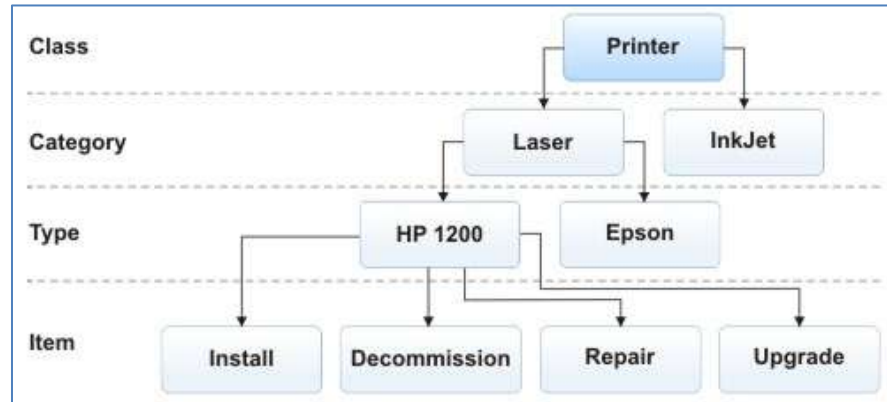 Class
Printer
Category
Laser
InkJet
Type
HP 1200
Epson
Item
Install
Decommission
Repair
Upgrade